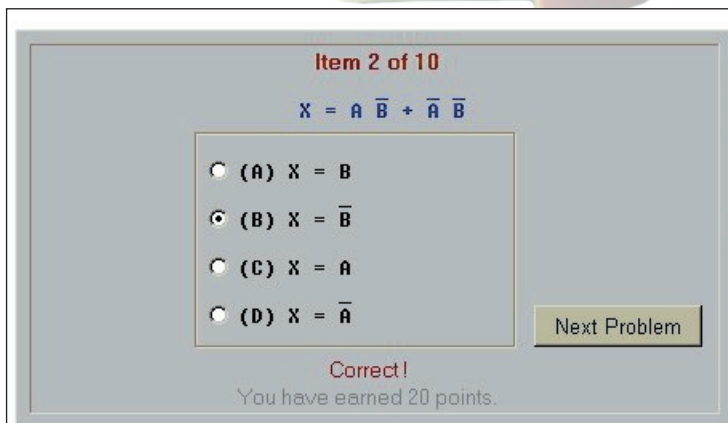 Item 2 of 10
X = A B̅ + A̅ B̅
(A) X = B
(B) X = B̅
(C) X = A
(D) X = A̅
Next Problem
Correct!
You have earned 20 points.